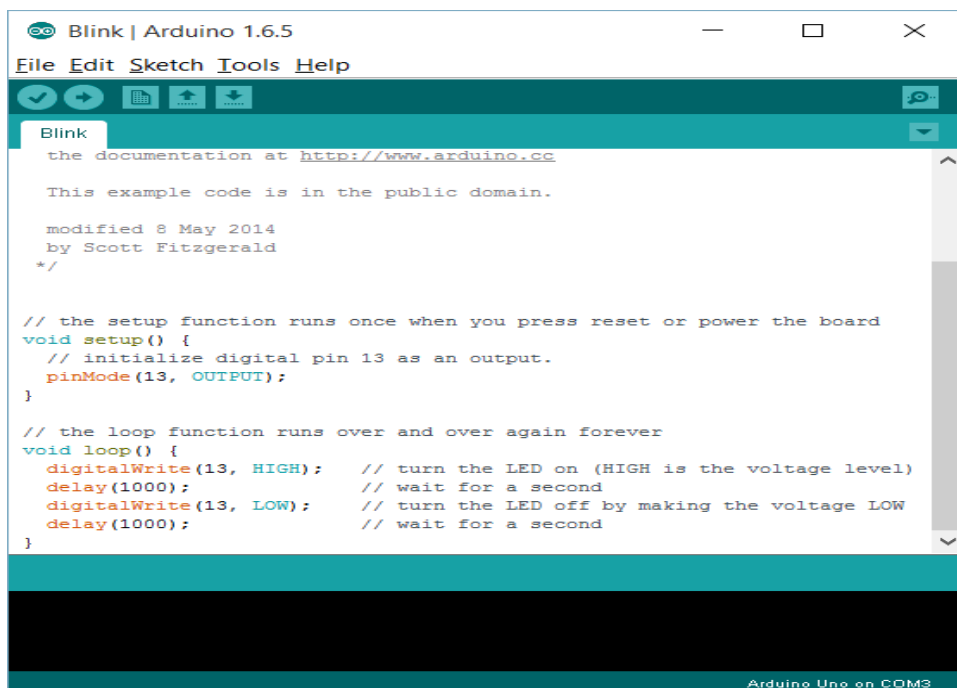 Blink | Arduino 1.6.5
File Edit Sketch Tools Help
Blink
the documentation at http://www.arduino.cc
This example code is in the public domain.
modified 8 May 2014
by Scott Fitzgerald
*/
// the setup function runs once when you press reset or power the board
void setup() {
// initialize digital pin 13 as an output.
pinMode(13, OUTPUT);
}
// the loop function runs over and over again forever
void loop() {
digitalWrite(13, HIGH); // turn the LED on (HIGH is the voltage level)
delay(1000); // wait for a second
digitalWrite(13, LOW); // turn the LED off by making the voltage LOW
delay(1000); // wait for a second
}
Arduino Uno on COM3